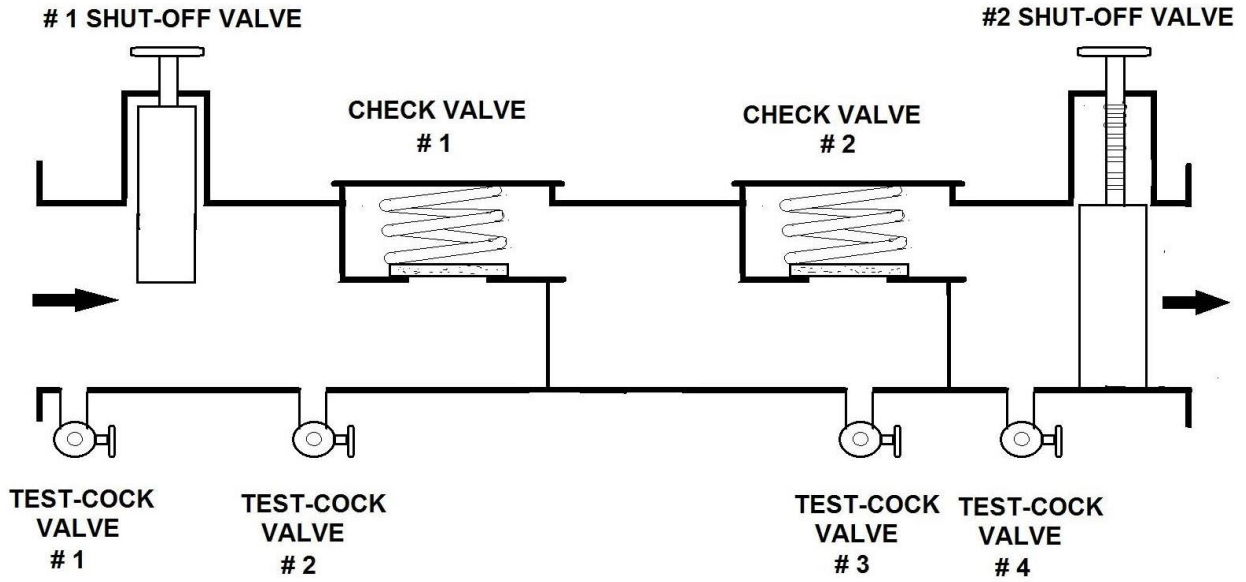 # 1 SHUT-OFF VALVE
#2 SHUT-OFF VALVE
CHECK VALVE
# 1
CHECK VALVE
# 2
TEST-COCK
VALVE
# 1
TEST-COCK
VALVE
# 2
TEST-COCK
VALVE
# 3
TEST-COCK
VALVE
# 4